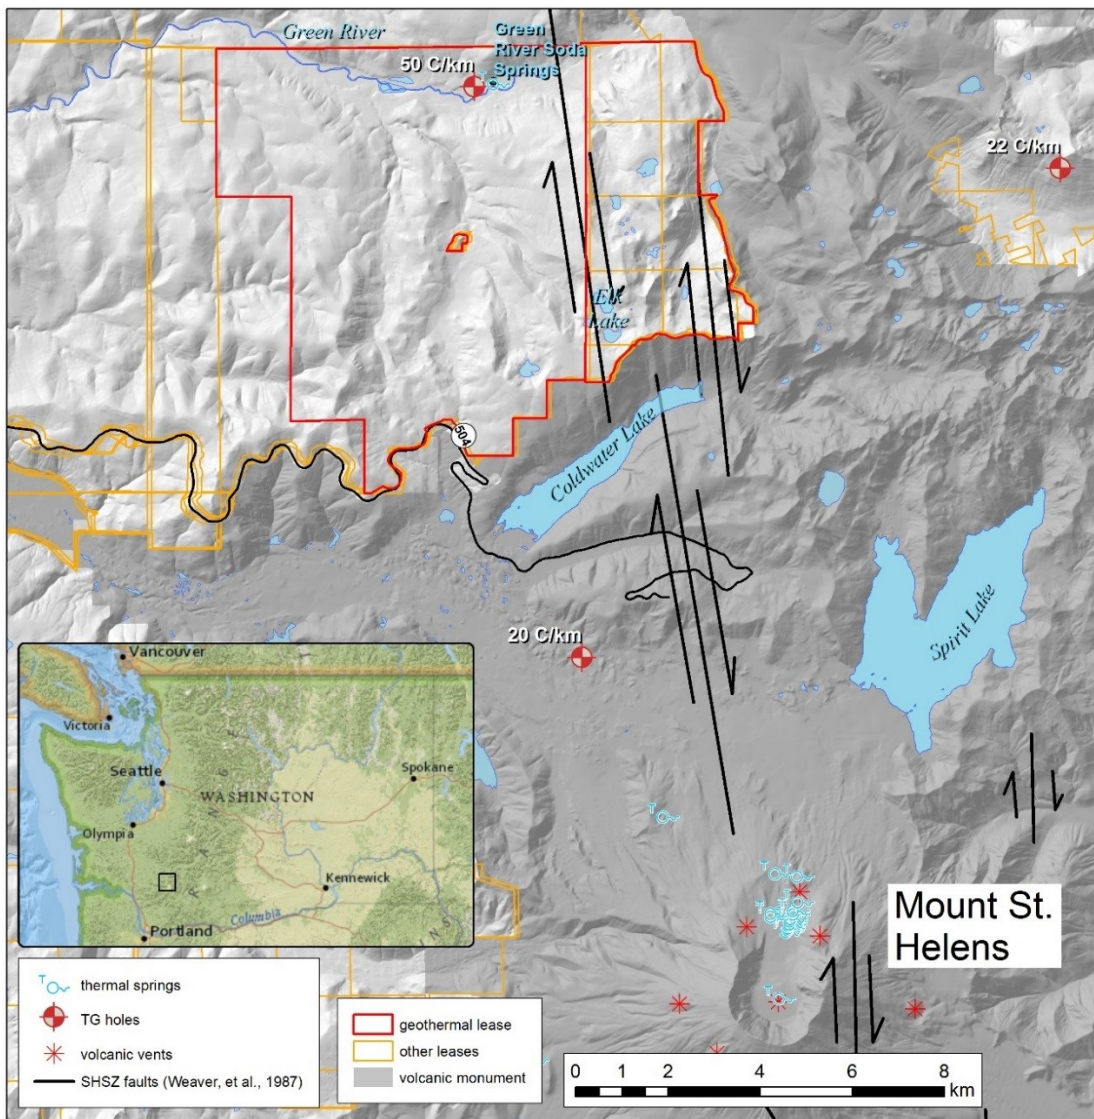 Green River
Green
River Soda
Springs
50 C/km
22 C/km
Elk
Lake
504
Coldwater Lake
Spirit Lake
20 C/km
Vancouver
Victoria
Seattle
Spokane
WASHINGTON
Olympia
Kennewick
Columbia
Portland
Mount St.
Helens
T thermal springs
TG holes
volcanic vents
SHSZ faults (Weaver, et al., 1987)
geothermal lease
other leases
volcanic monument
0 1 2 4 6 8
km